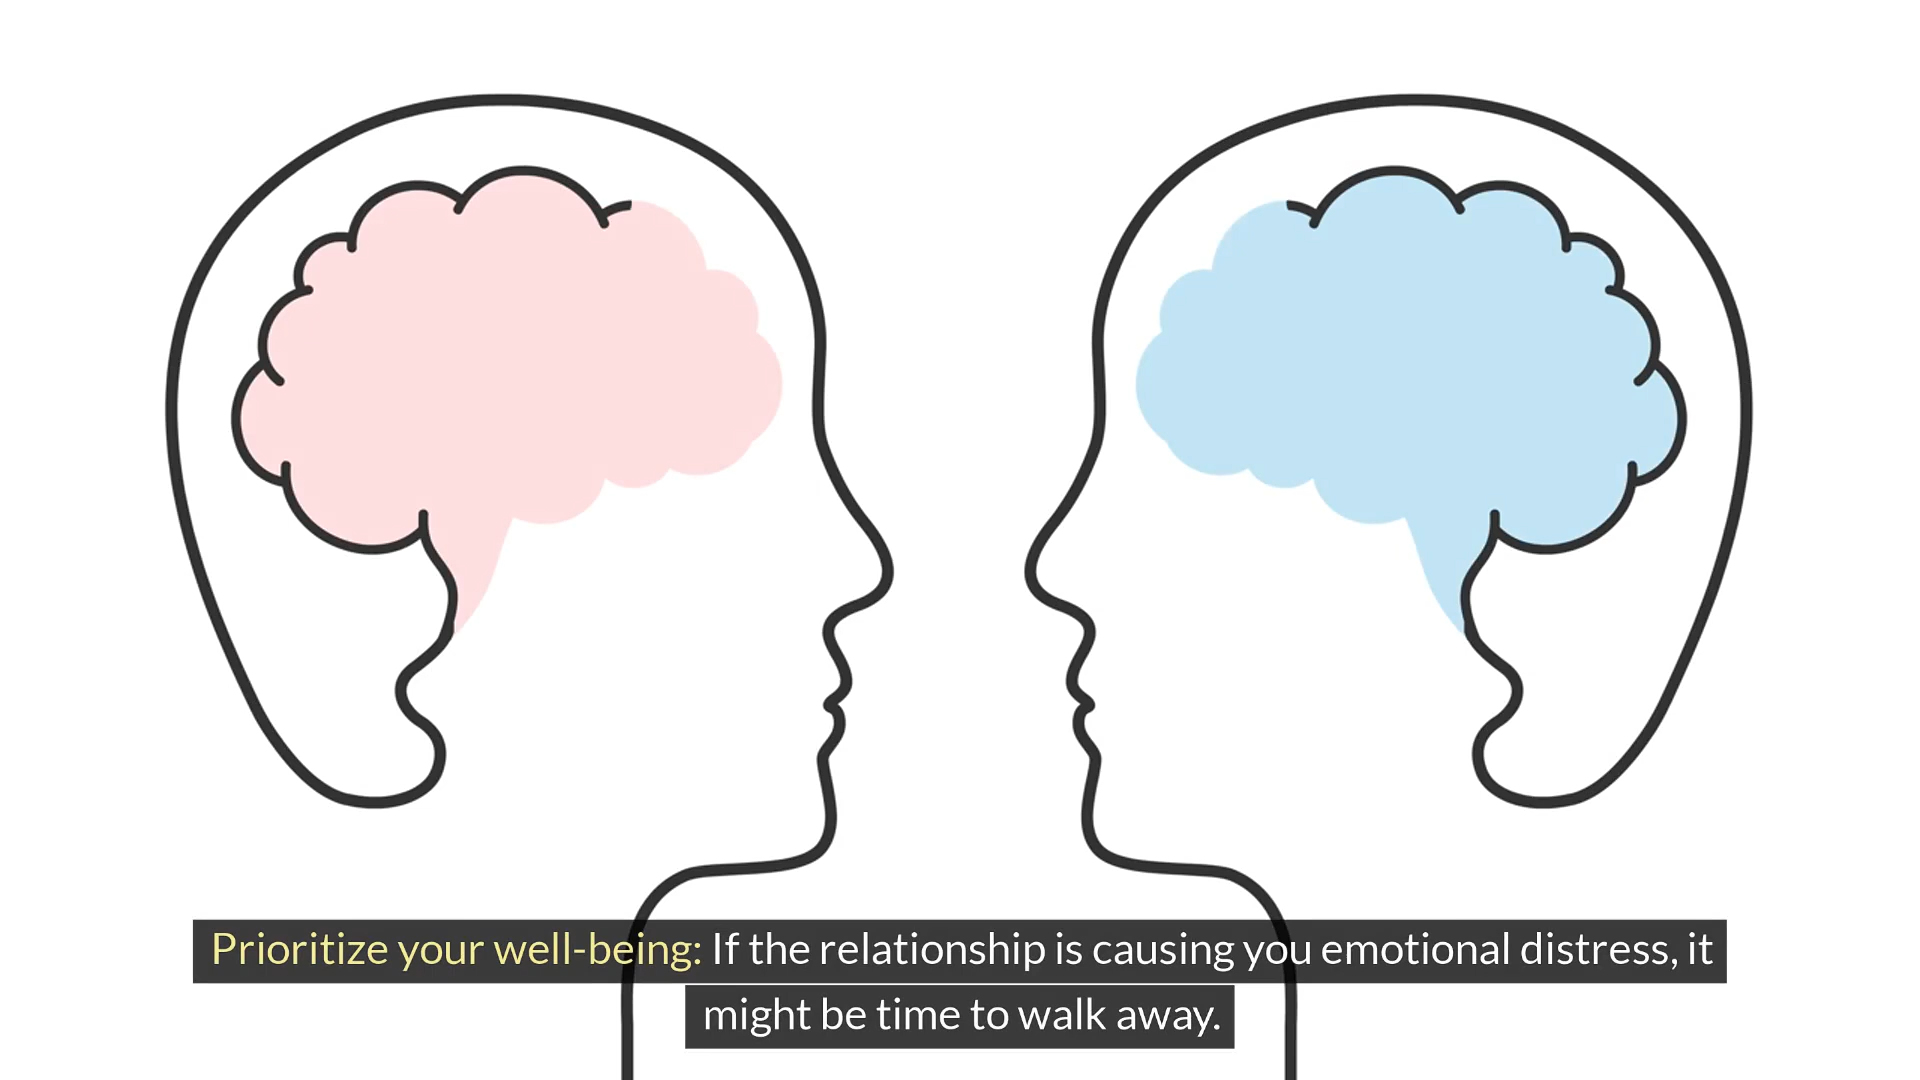 Prioritize your well-being: If the relationship is causing you emotional distress, it
might be time to walk away.